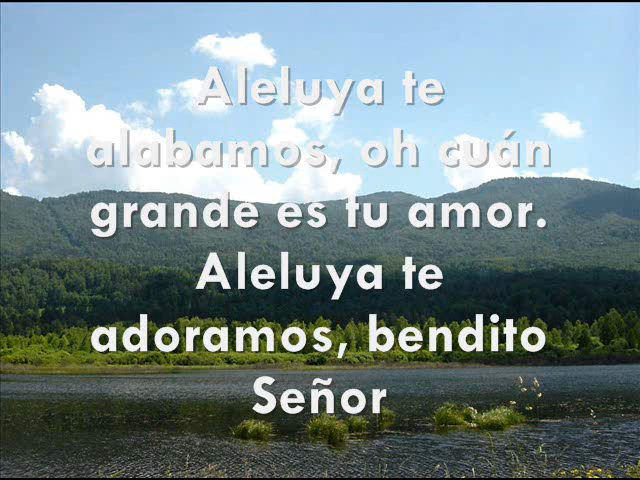 Aleluya te
alabamos, oh cuán
grande es tu amor.
Aleluya te
adoramos, bendito
Señor